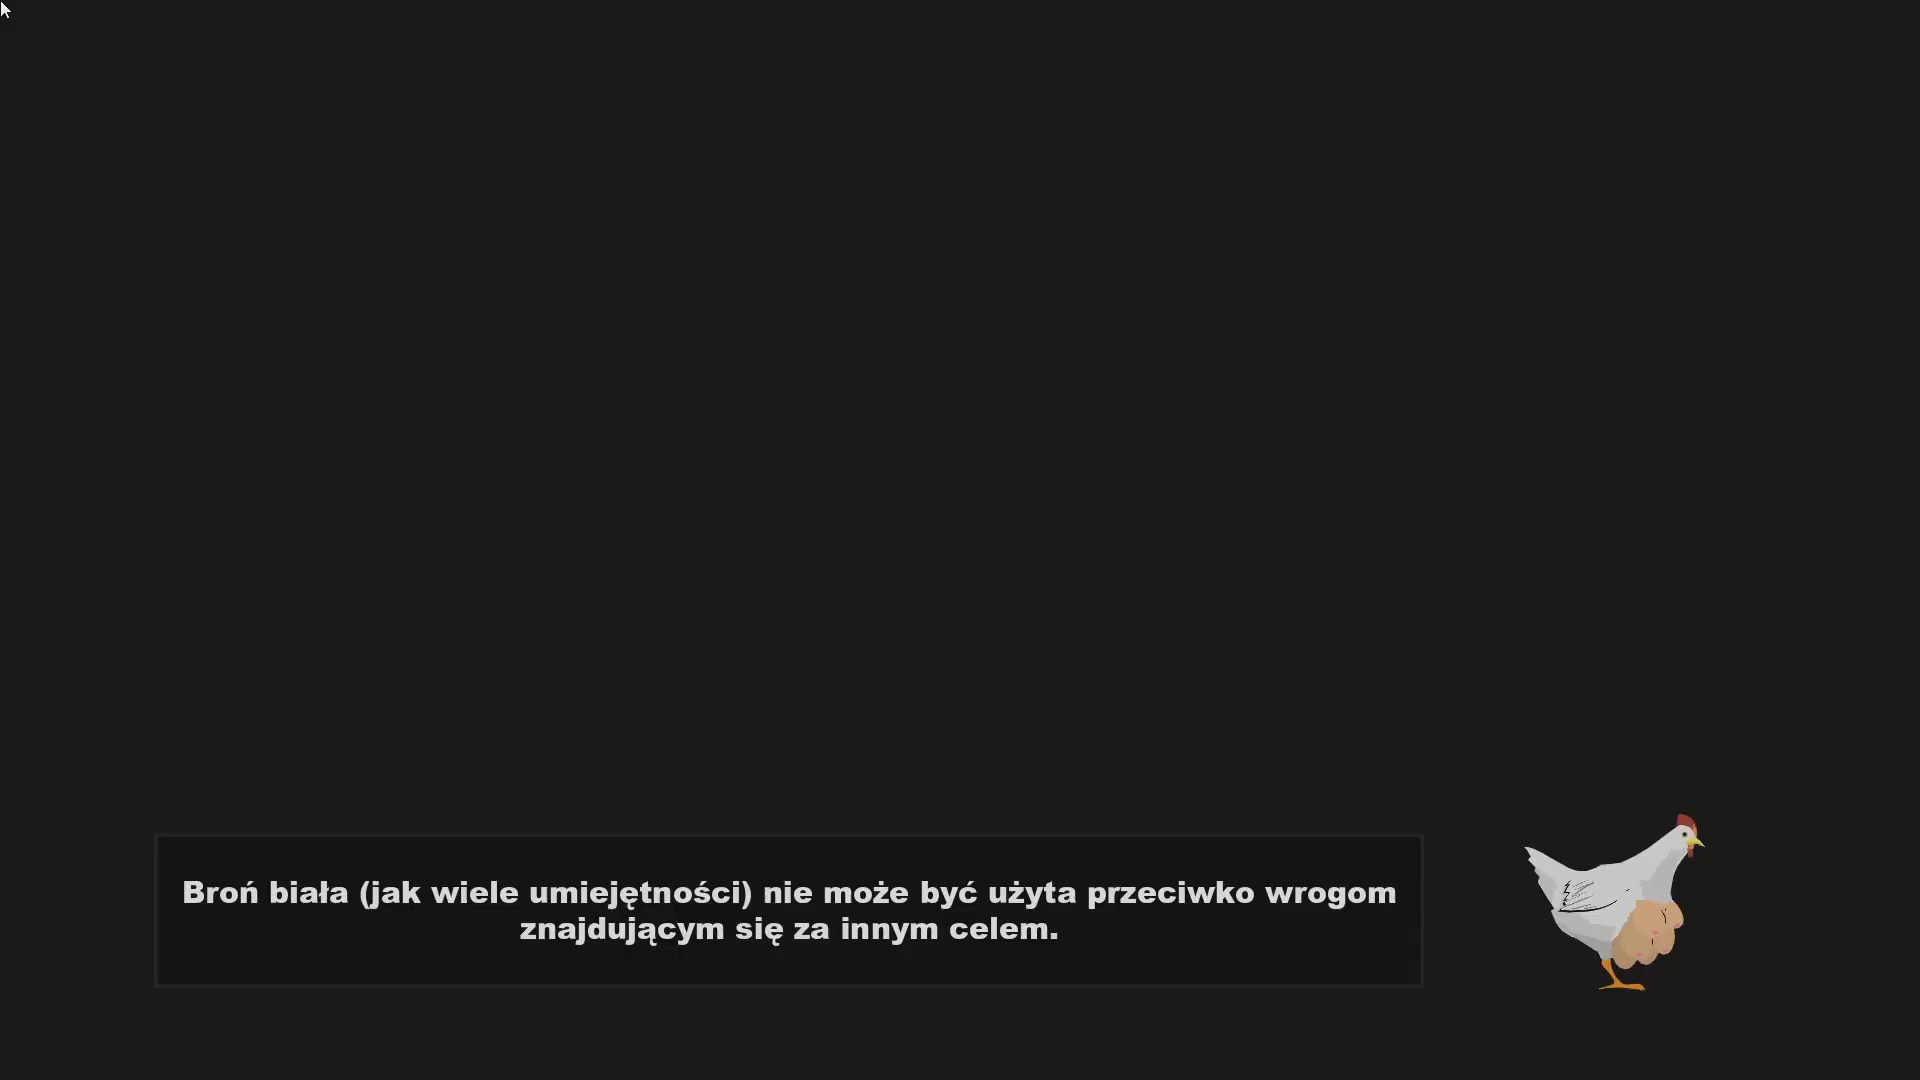 Broń biała (jak wiele umiejętności) nie może być użyta przeciwko wrogom
znajdującym się za innym celem.